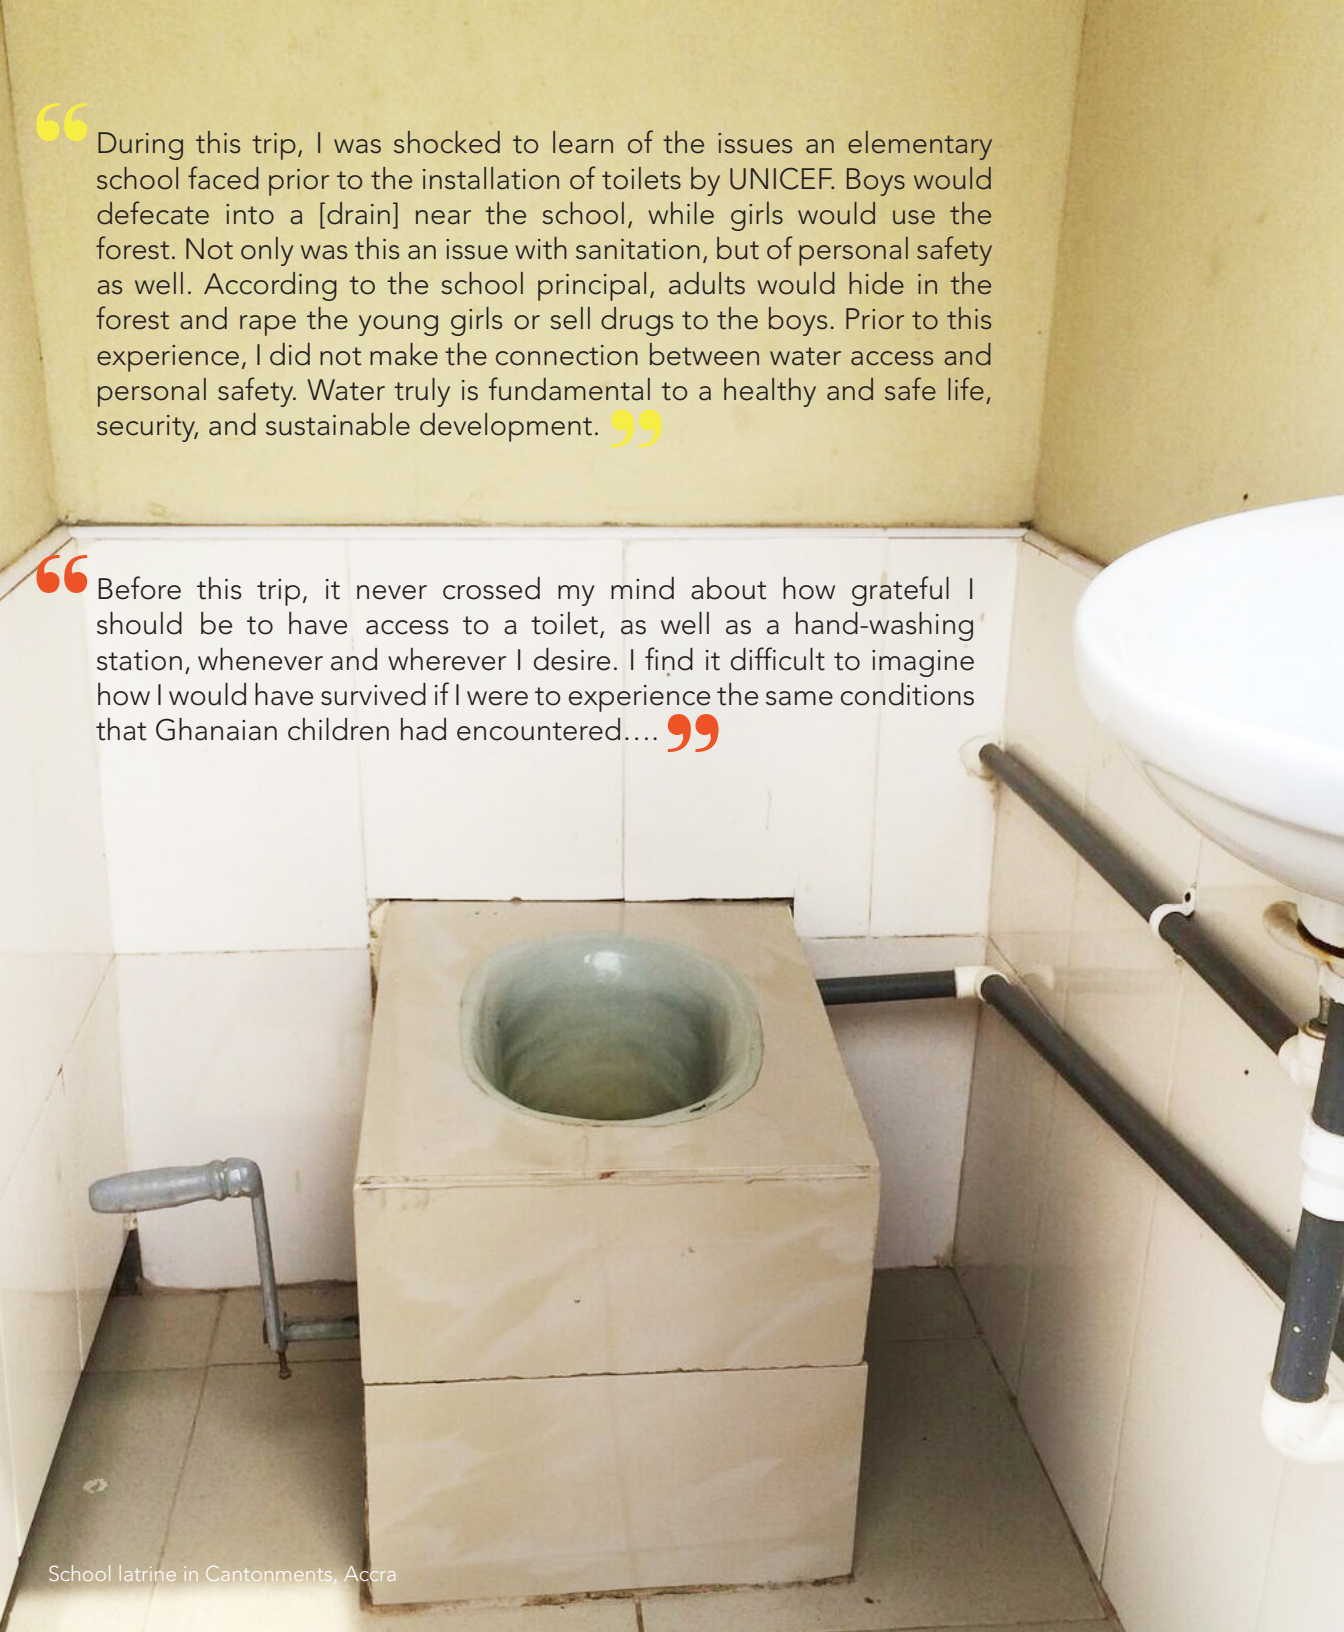 “ During this trip, I was shocked to learn of the issues an elementary
school faced prior to the installation of toilets by UNICEF. Boys would
defecate into a [drain] near the school, while girls would use the
forest. Not only was this an issue with sanitation, but of personal safety
as well. According to the school principal, adults would hide in the
forest and rape the young girls or sell drugs to the boys. Prior to this
experience, I did not make the connection between water access and
personal safety. Water truly is fundamental to a healthy and safe life,
security, and sustainable development. ”
“ Before this trip, it never crossed my mind about how grateful I
should be to have access to a toilet, as well as a hand-washing
station, whenever and wherever I desire. I find it difficult to imagine
how I would have survived if I were to experience the same conditions
that Ghanaian children had encountered…. ”
School latrine in Cantonments, Accra